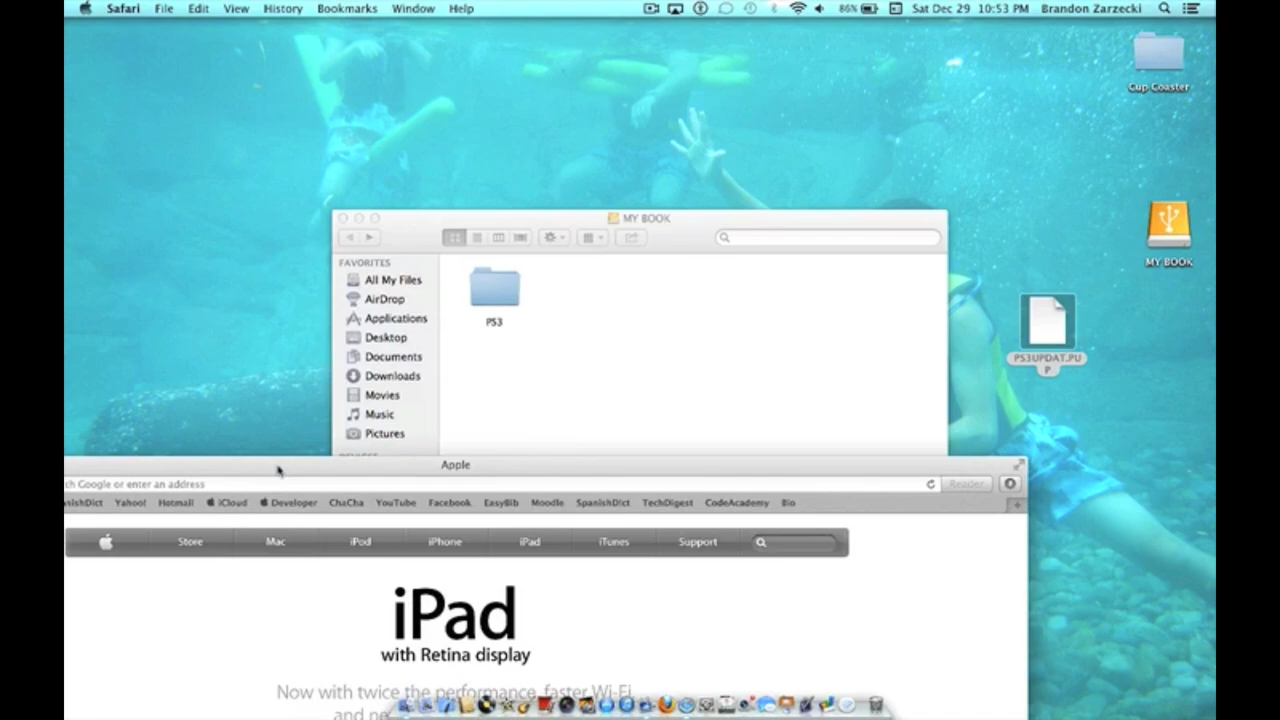 Safari File Edit View History Bookmarks Window Help 86% Sat Dec 29 10:53 PM Brandon Zarzecki
Cup Coaster
MY BOOK
MY BOOK
FAVORITES
All My Files
AirDrop
Applications
Desktop
Documents
Downloads
Movies
Music
Pictures
PS3
PS3UPDAT.PU
P
Apple
ch Google or enter an address
Reader
anishDict Yahoo! Hotmail iCloud Developer ChaCha YouTube Facebook EasyBib Moodle SpanishDict TechDigest CodeAcademy Bio
Store Mac iPod iPhone iPad iTunes Support
iPad
with Retina display
Now with twice the performance, faster Wi-Fi,
and